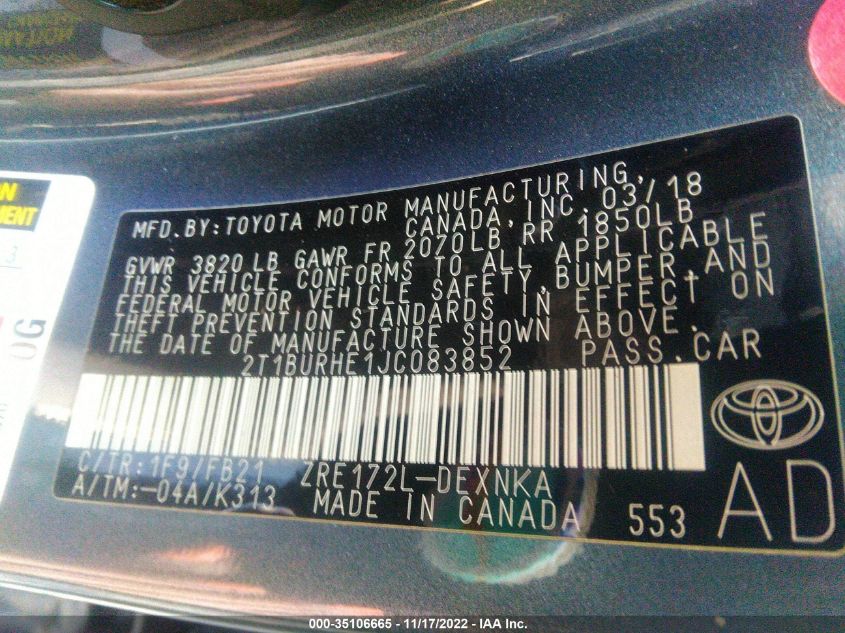 MFD.BY:TOYOTA MOTOR MANUFACTURING,
CANADA, INC. 03/18
GVWR 3820 LB GAWR FR 2070LB, RR 1850LB
THIS VEHICLE CONFORMS TO ALL APPLICABLE
FEDERAL MOTOR VEHICLE SAFETY, BUMPER, AND
THEFT PREVENTION STANDARDS IN EFFECT ON
THE DATE OF MANUFACTURE SHOWN ABOVE.
2T1BURHE1JC083852 PASS.CAR
C/TR:1F9/FB21 ZRE172L-DEXNKA
A/TM:-04A/K313 MADE IN CANADA 553 AD
000-35106665 - 11/17/2022 - IAA Inc.